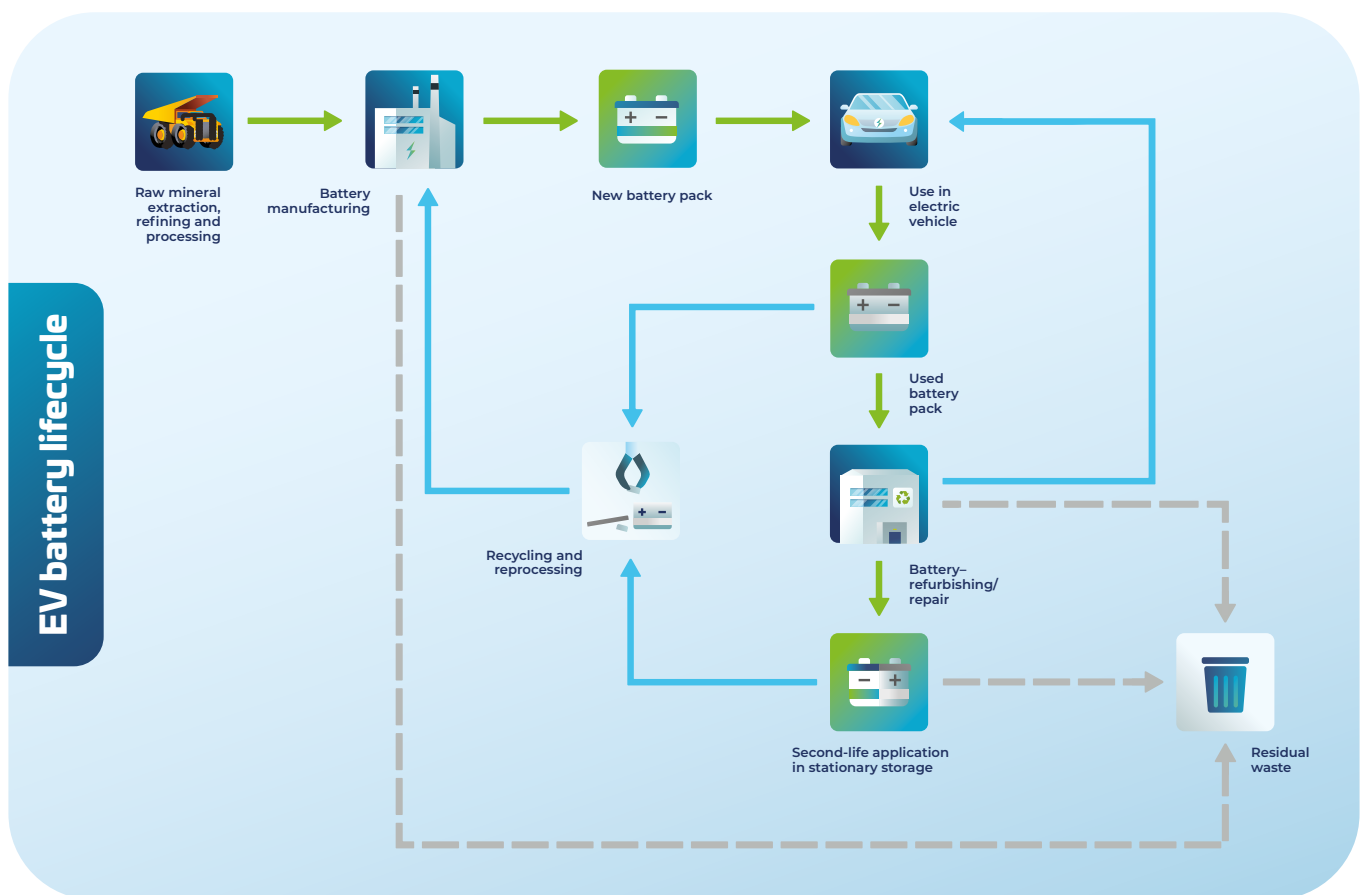 EV battery lifecycle
Raw mineral
extraction,
refining and
processing
Battery
manufacturing
New battery pack
Use in
electric
vehicle
Used
battery
pack
Recycling and
reprocessing
Battery–
refurbishing/
repair
Second-life application
in stationary storage
Residual
waste